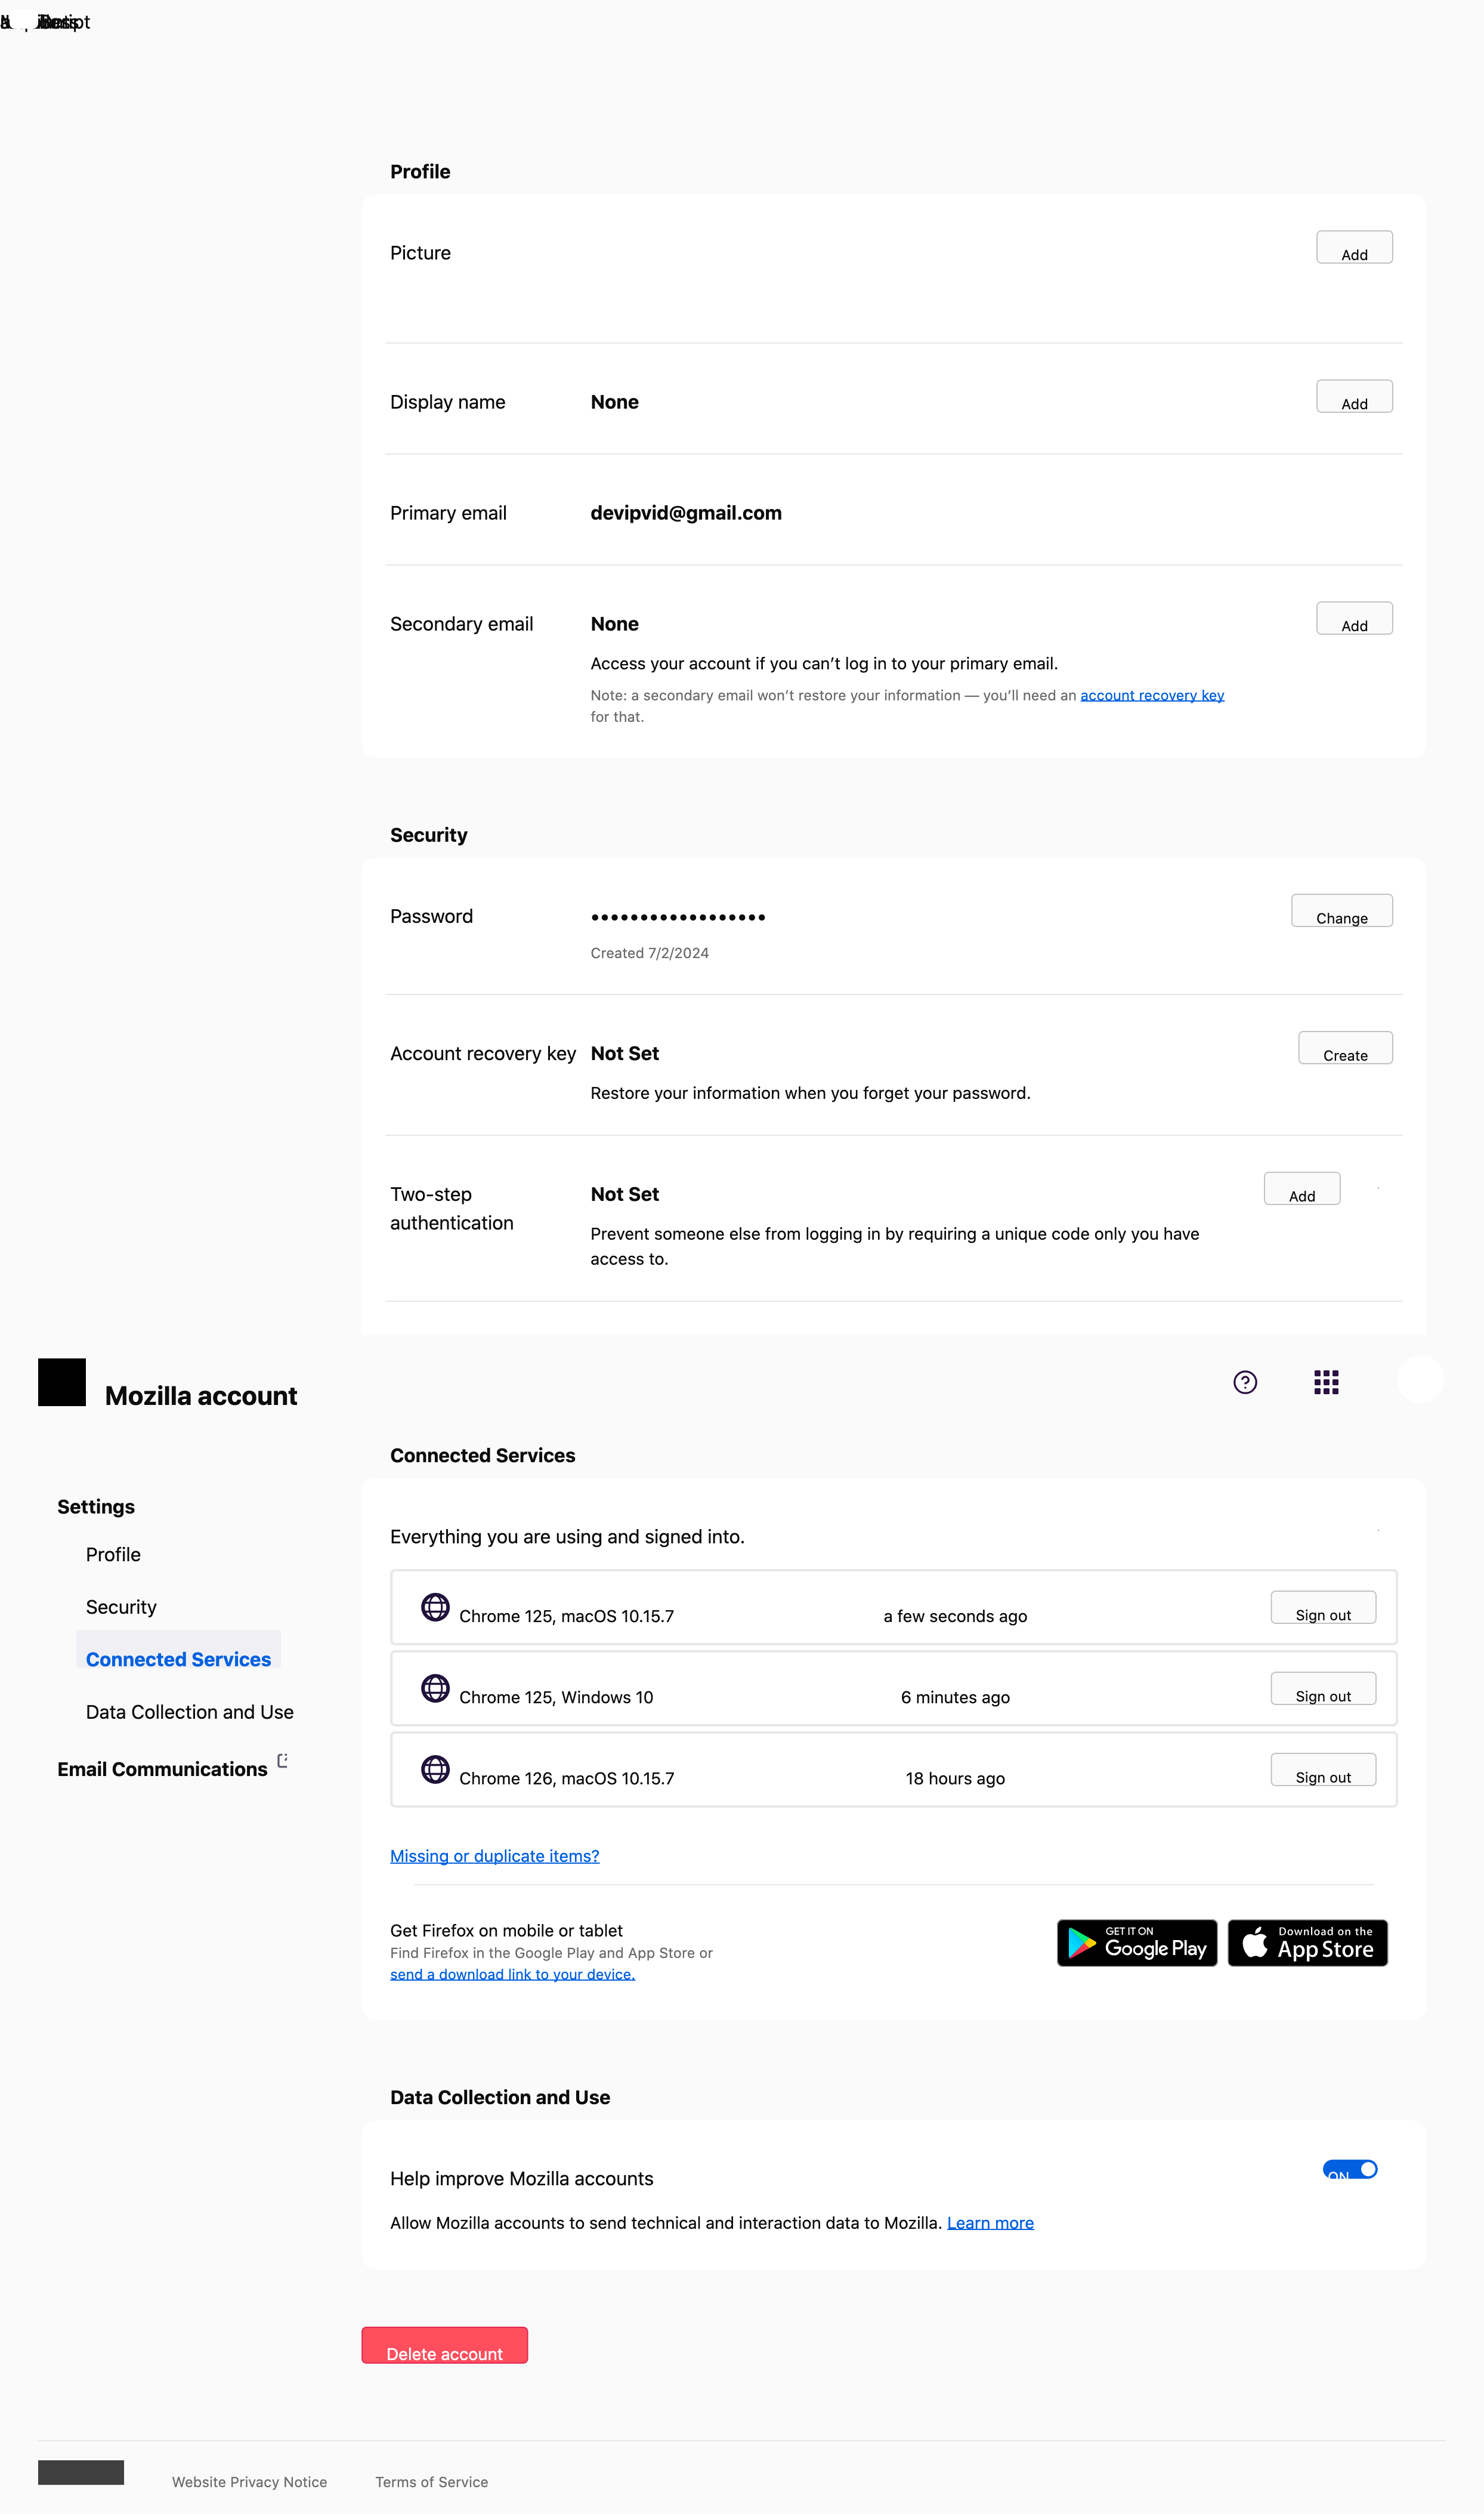 Profile
Picture
Add
Display name
None
Add
Primary email
devipvid@gmail.com
Secondary email
None
Add
Access your account if you can’t log in to your primary email.
Note: a secondary email won’t restore your information — you’ll need an account recovery key
for that.
Security
Password
••••••••••••••••••
Change
Created 7/2/2024
Account recovery key
Not Set
Create
Restore your information when you forget your password.
Two-step
authentication
Not Set
Add
Prevent someone else from logging in by requiring a unique code only you have
access to.
Mozilla account
Settings
Profile
Security
Connected Services
Data Collection and Use
Email Communications
Connected Services
Everything you are using and signed into.
Chrome 125, macOS 10.15.7
a few seconds ago
Sign out
Chrome 125, Windows 10
6 minutes ago
Sign out
Chrome 126, macOS 10.15.7
18 hours ago
Sign out
Missing or duplicate items?
Get Firefox on mobile or tablet
Find Firefox in the Google Play and App Store or
send a download link to your device.
GET IT ON
Google Play
Download on the
App Store
Data Collection and Use
Help improve Mozilla accounts
ON
Allow Mozilla accounts to send technical and interaction data to Mozilla. Learn more
Delete account
Website Privacy Notice
Terms of Service